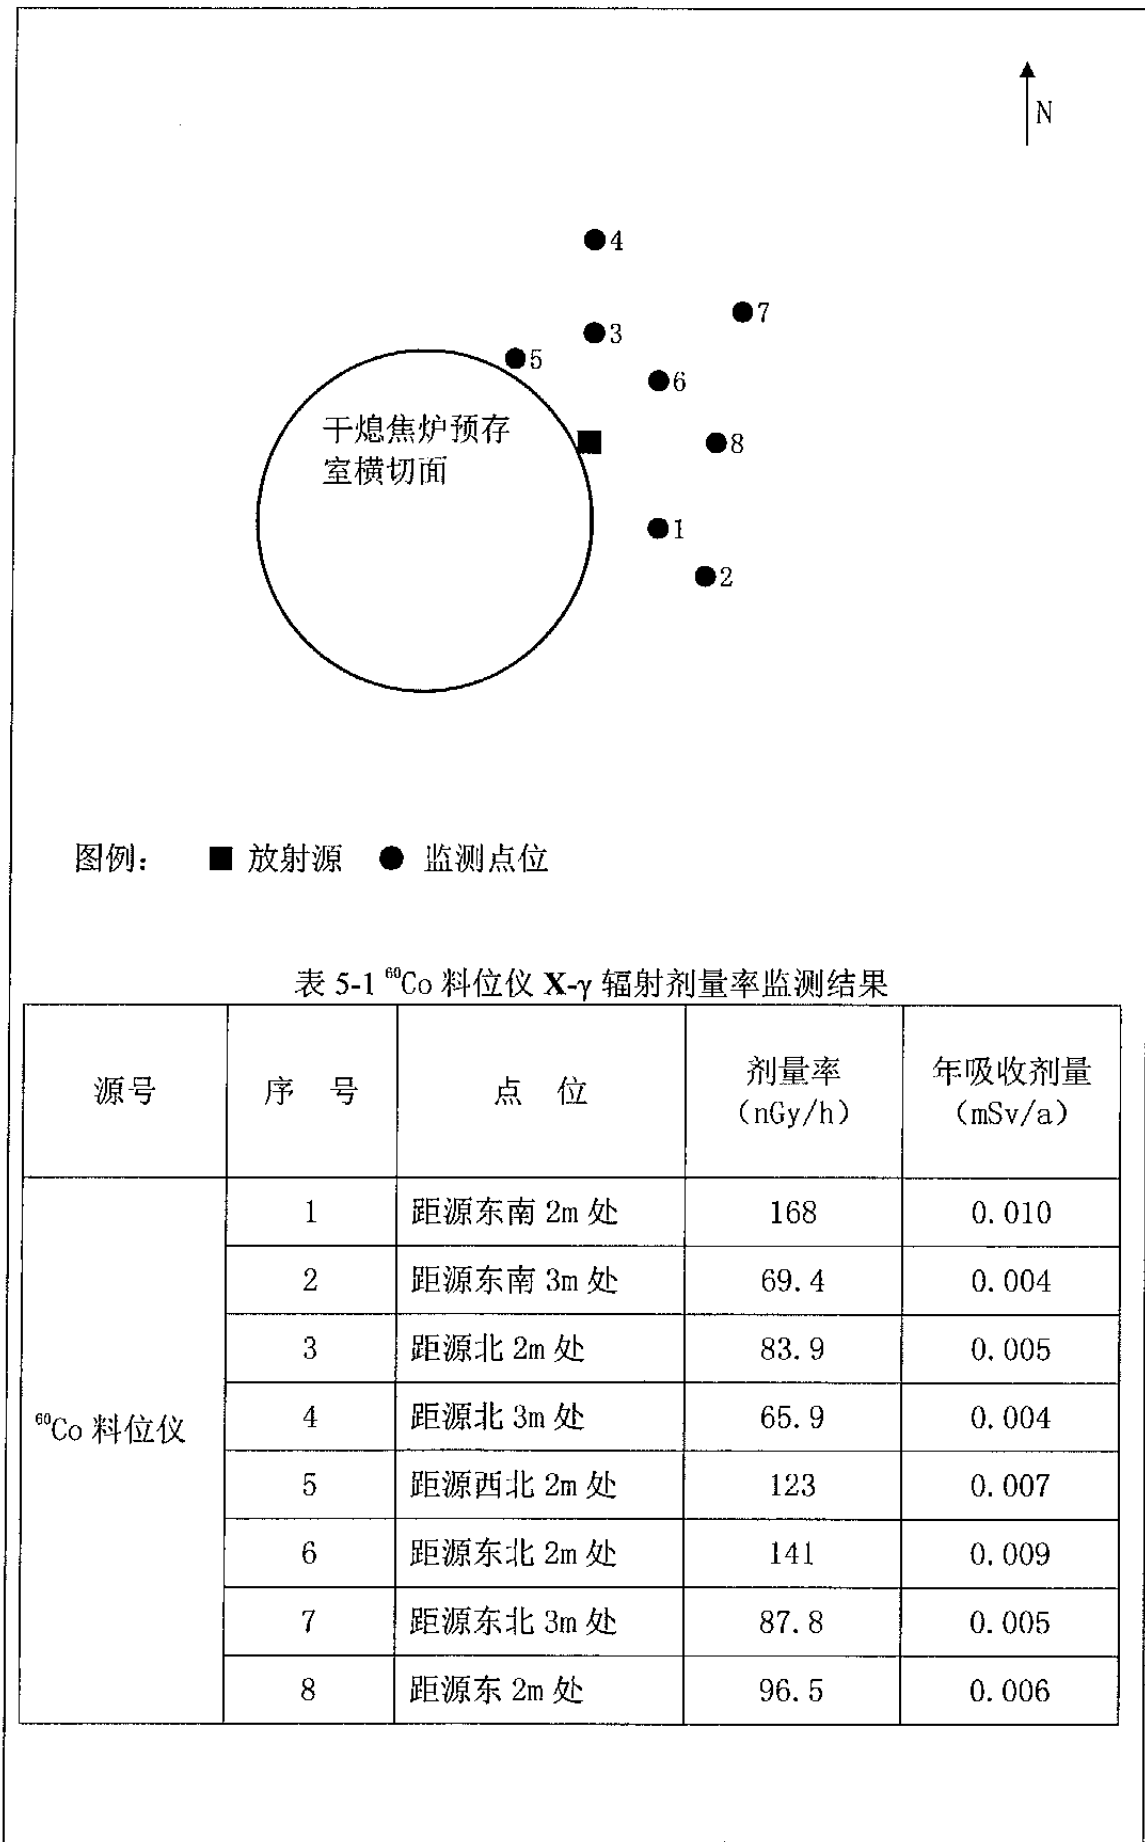 N
4
7
3
5
6
干熄焦炉预存
室横切面
8
1
2
图例： ■ 放射源 ● 监测点位
表 5-1 ⁶⁰Co 料位仪 X-γ 辐射剂量率监测结果
源号 序 号 点 位 剂量率（nGy/h） 年吸收剂量（mSv/a）
⁶⁰Co 料位仪
1 距源东南 2m 处 168 0.010
2 距源东南 3m 处 69.4 0.004
3 距源北 2m 处 83.9 0.005
4 距源北 3m 处 65.9 0.004
5 距源西北 2m 处 123 0.007
6 距源东北 2m 处 141 0.009
7 距源东北 3m 处 87.8 0.005
8 距源东 2m 处 96.5 0.006